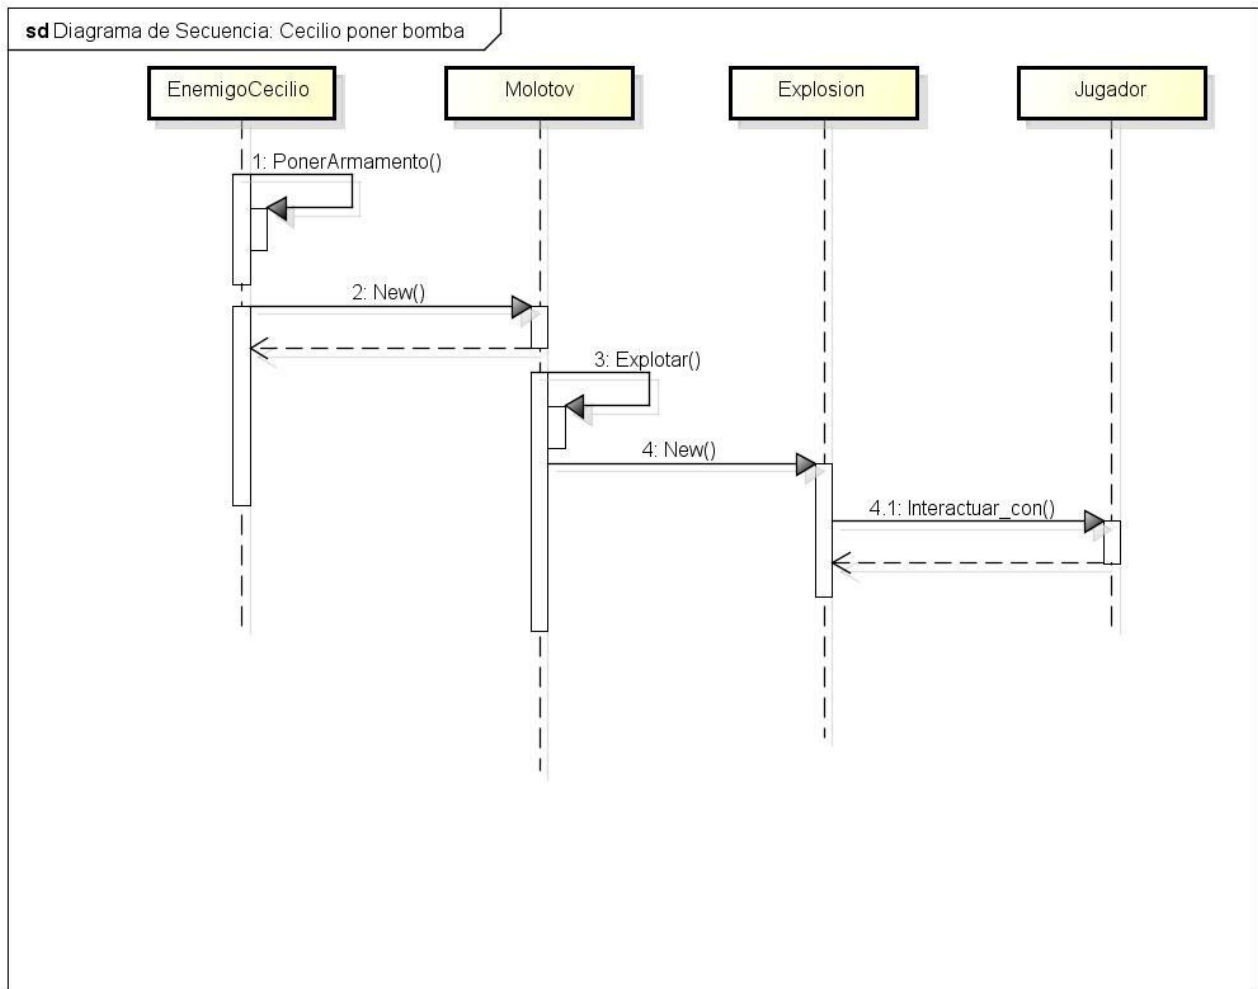 sd Diagrama de Secuencia: Cecilio poner bomba
EnemigoCecilio
Molotov
Explosion
Jugador
1: PonerArmamento()
2: New()
3: Explotar()
4: New()
4.1: Interactuar_con()